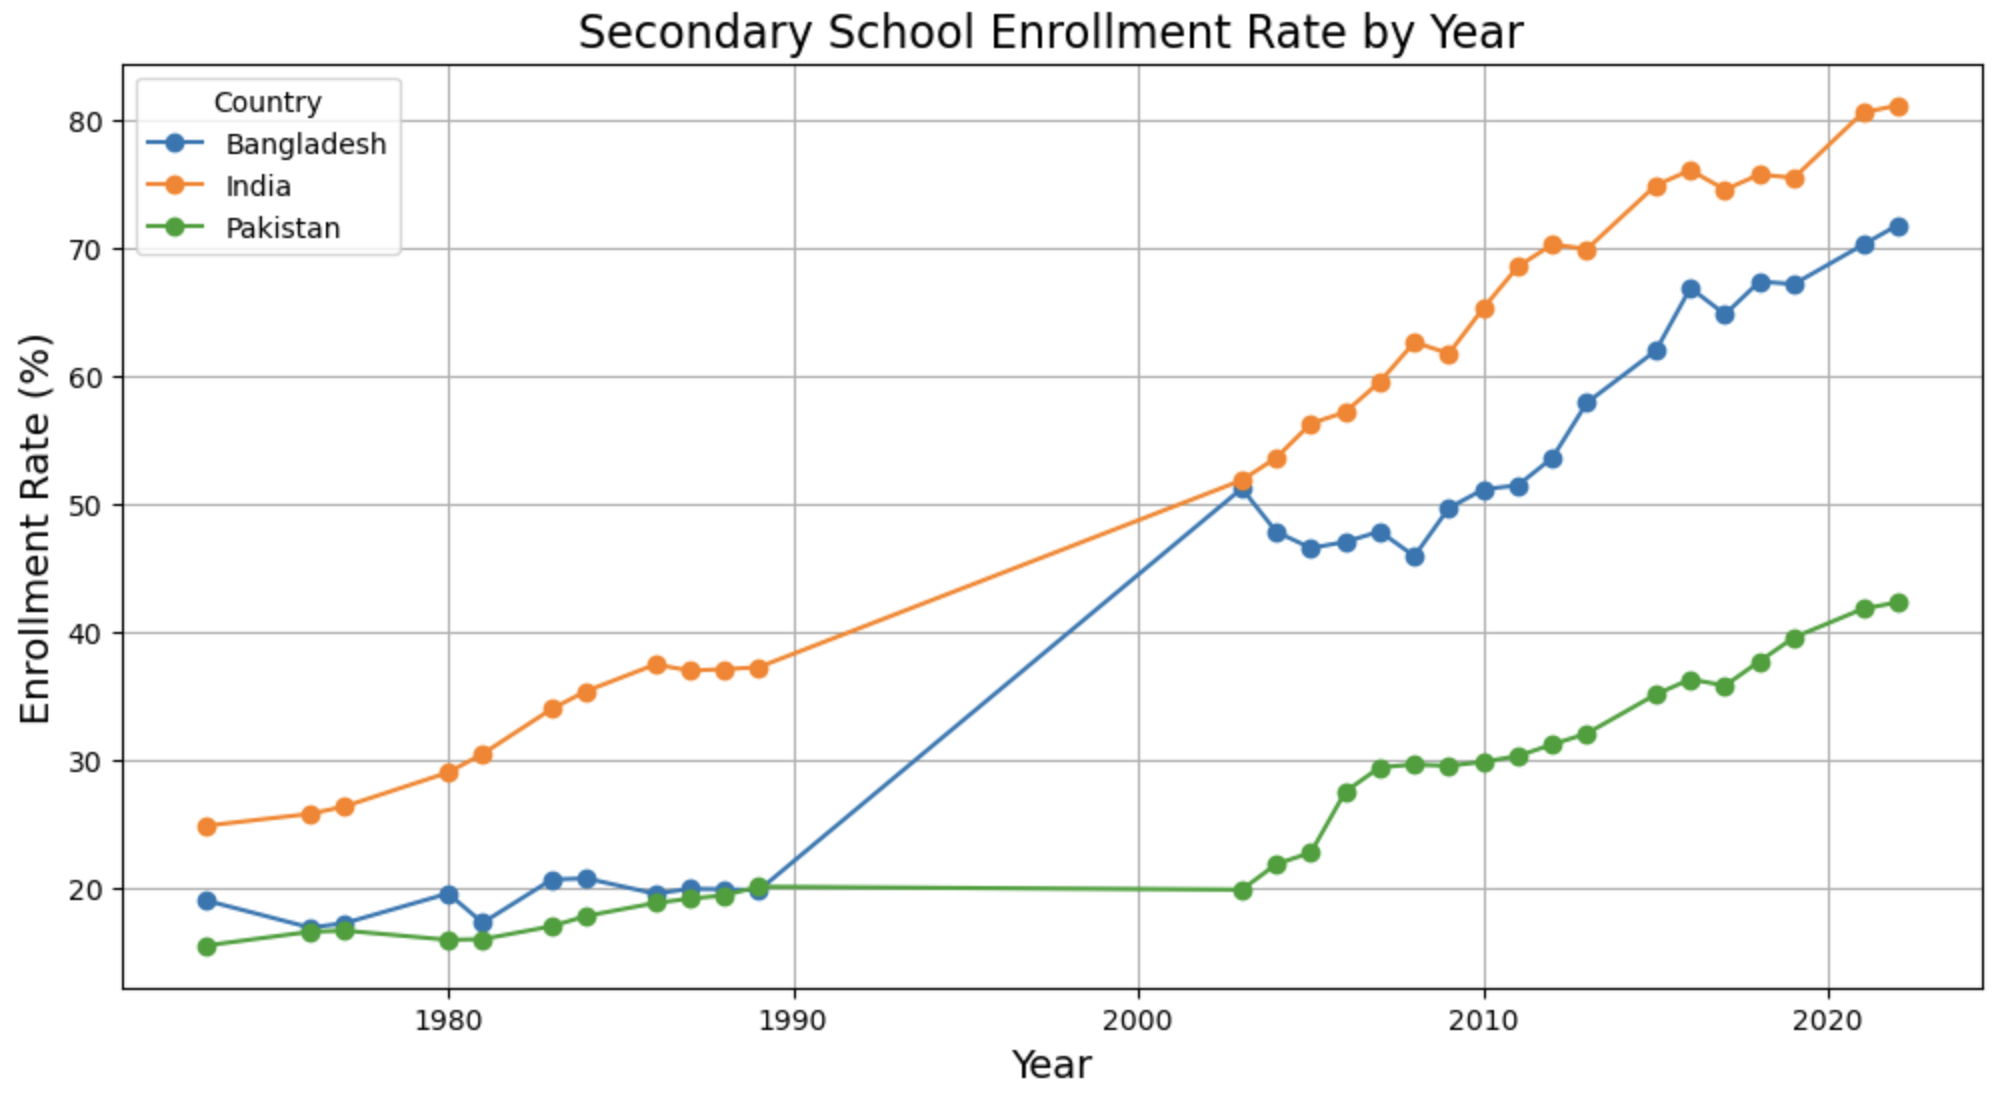 Secondary School Enrollment Rate by Year
Country
Bangladesh
India
Pakistan
Enrollment Rate (%)
80
70
60
50
40
30
20
1980 1990 2000 2010 2020
Year